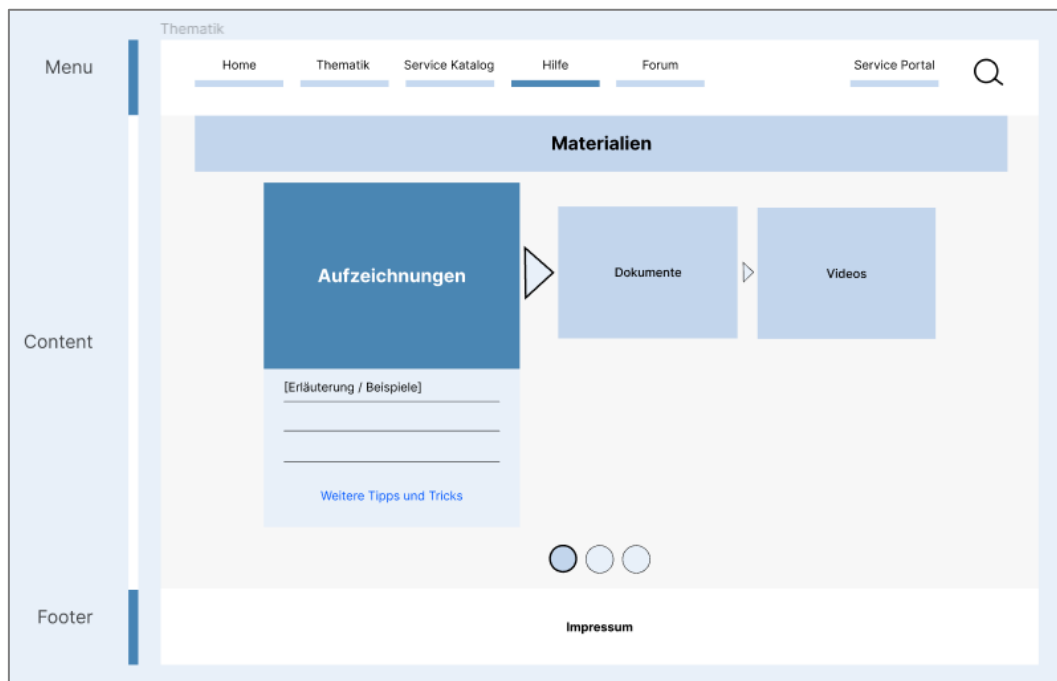 Thematik
Menu
Home
Thematik
Service Katalog
Hilfe
Forum
Service Portal
Materialien
Content
Aufzeichnungen
Dokumente
Videos
[Erläuterung / Beispiele]
Weitere Tipps und Tricks
Footer
Impressum